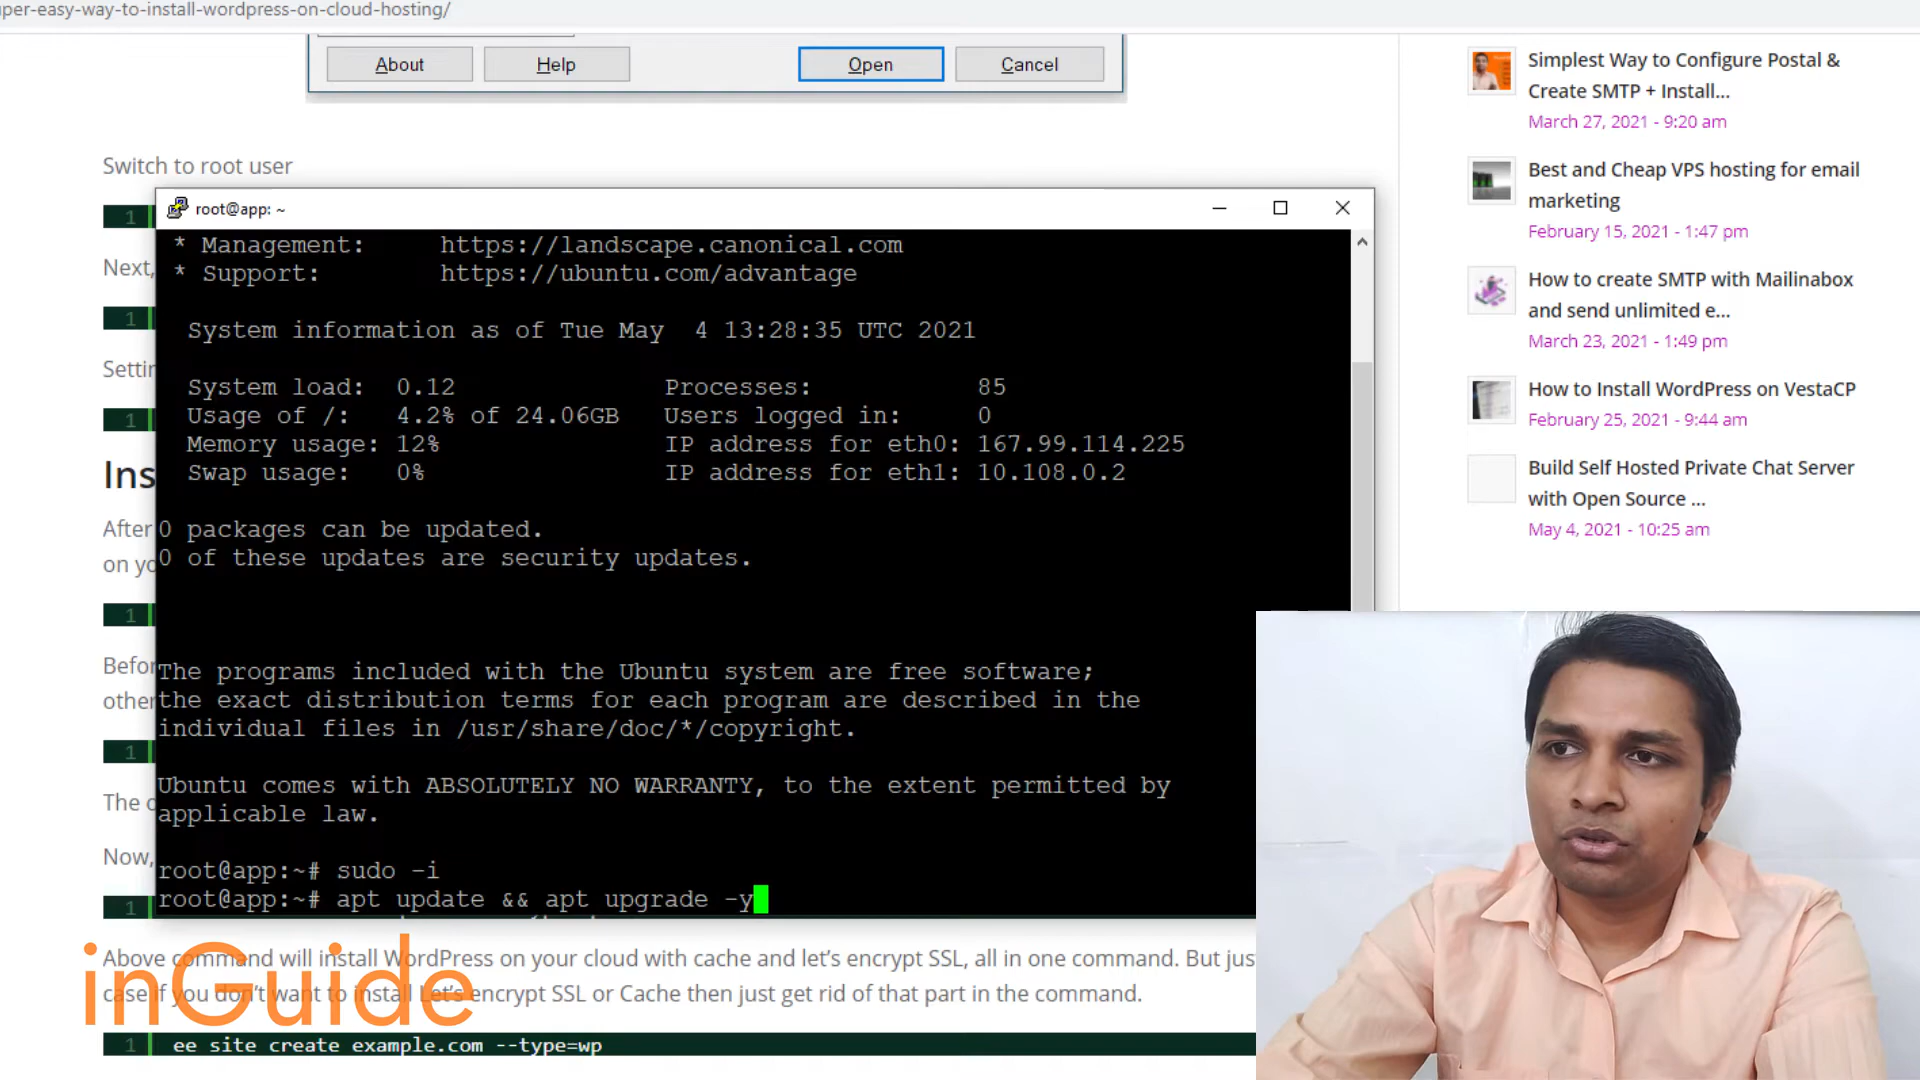 per-easy-way-to-install-wordpress-on-cloud-hosting/
About
Help
Open
Cancel
Switch to root user
1
Next,
1
Settin
1
Ins
After
on yo
1
Befor
other
1
The
Now,
1
root@app: ~
* Management: https://landscape.canonical.com
* Support: https://ubuntu.com/advantage
System information as of Tue May 4 13:28:35 UTC 2021
System load: 0.12 Processes: 85
Usage of /: 4.2% of 24.06GB Users logged in: 0
Memory usage: 12% IP address for eth0: 167.99.114.225
Swap usage: 0% IP address for eth1: 10.108.0.2
0 packages can be updated.
0 of these updates are security updates.
The programs included with the Ubuntu system are free software;
the exact distribution terms for each program are described in the
individual files in /usr/share/doc/*/copyright.
Ubuntu comes with ABSOLUTELY NO WARRANTY, to the extent permitted by
applicable law.
root@app:~# sudo -i
root@app:~# apt update && apt upgrade -y
Above command will install WordPress on your cloud with cache and let's encrypt SSL, all in one command. But jus
case if you don't want to install Let's encrypt SSL or Cache then just get rid of that part in the command.
inGuide
1 ee site create example.com --type=wp
Simplest Way to Configure Postal &
Create SMTP + Install...
March 27, 2021 - 9:20 am
Best and Cheap VPS hosting for email
marketing
February 15, 2021 - 1:47 pm
How to create SMTP with Mailinabox
and send unlimited e...
March 23, 2021 - 1:49 pm
How to Install WordPress on VestaCP
February 25, 2021 - 9:44 am
Build Self Hosted Private Chat Server
with Open Source ...
May 4, 2021 - 10:25 am